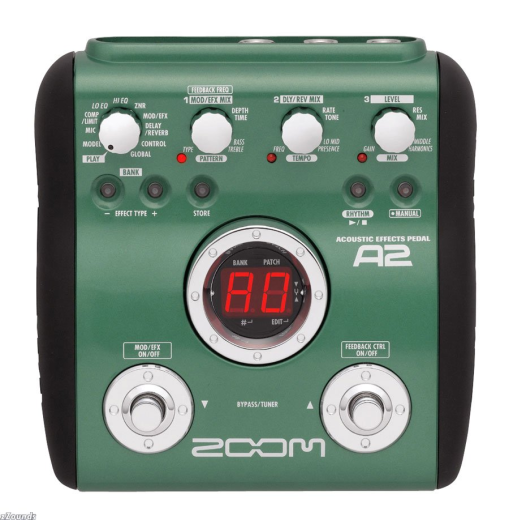 FEEDBACK FREQ
LO EQ HI EQ ZNR
1 MOD/EFX MIX
2 DLY/REV MIX
3 LEVEL
COMP /LIMIT
MIC
MODEL
PLAY
MOD/EFX
DELAY /REVERB
CONTROL
GLOBAL
DEPTH TIME
BASS TREBLE
TYPE PATTERN
RATE TONE
LO MID PRESENCE
FREQ TEMPO
RES MIX
MIDDLE HARMONICS
GAIN MIX
BANK
- EFFECT TYPE +
STORE
RHYTHM
MANUAL
ACOUSTIC EFFECTS PEDAL
A2
BANK PATCH
A0
# EDIT
MOD/EFX ON/OFF
FEEDBACK CTRL ON/OFF
BYPASS/TUNER
ZOOM
zZounds